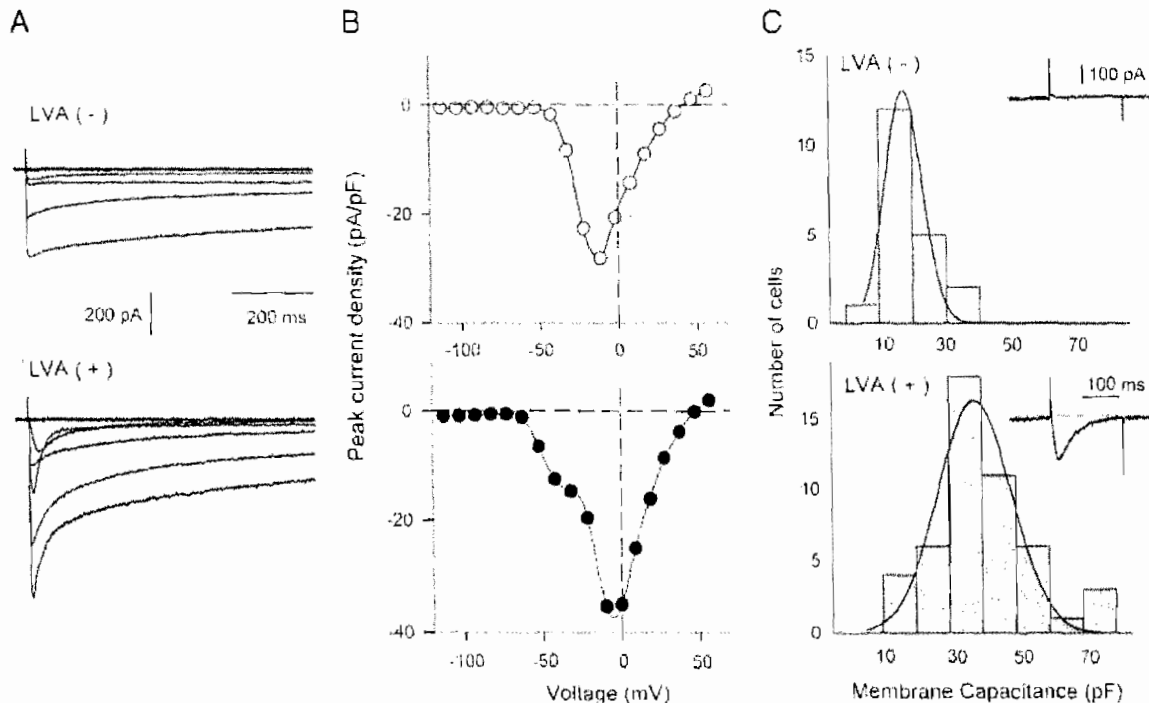 A
B
C
LVA (-)
200 pA
200 ms
LVA (+)
Peak current density (pA/pF)
0
-20
-40
-100
-50
0
50
0
-20
-40
-100
-50
0
50
Voltage (mV)
Number of cells
LVA (-)
100 pA
15
10
5
0
10
30
50
70
LVA (+)
100 ms
15
10
5
0
10
30
50
70
Membrane Capacitance (pF)